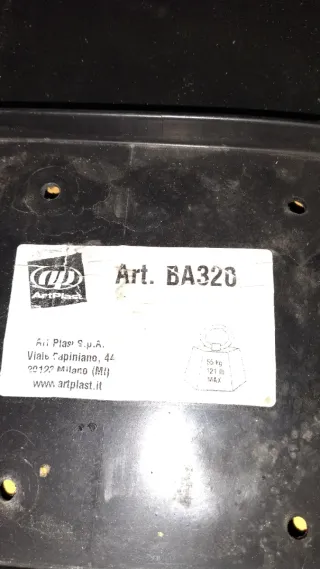 ArtPlast
Art. BA320
Art Plast S.p.A.
Viale Papiniano, 44
20123 Milano (MI)
www.artplast.it
55 kg
121 lb
MAX